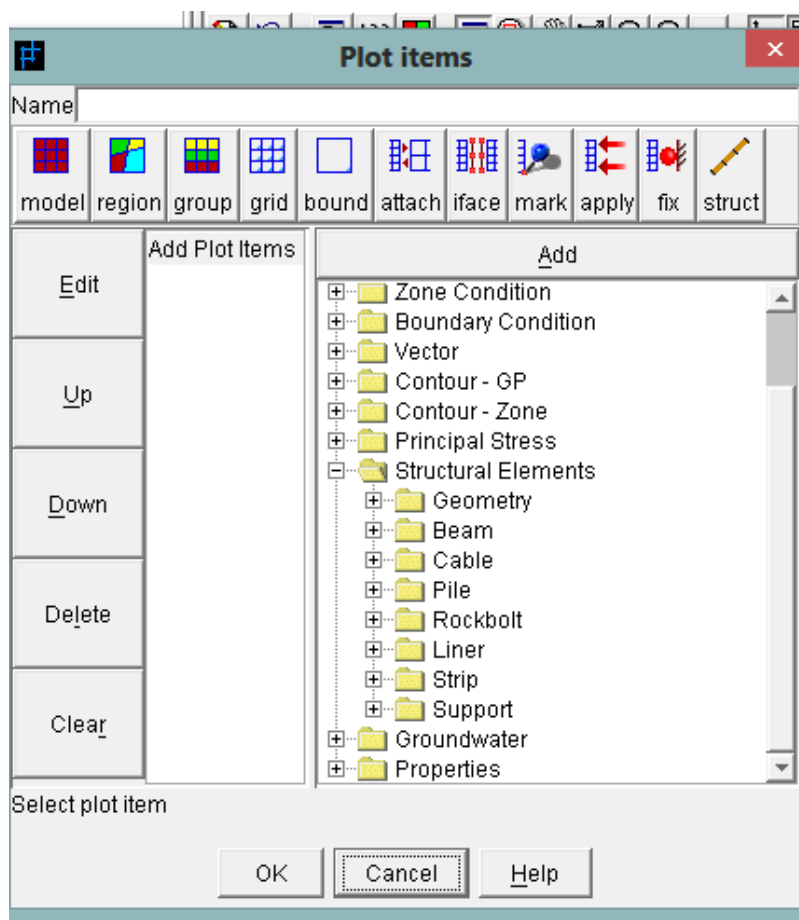 Plot items
Name
model region group grid bound attach iface mark apply fix struct
Edit
Up
Down
Delete
Clear
Add Plot Items
Add
Zone Condition
Boundary Condition
Vector
Contour - GP
Contour - Zone
Principal Stress
Structural Elements
Geometry
Beam
Cable
Pile
Rockbolt
Liner
Strip
Support
Groundwater
Properties
Select plot item
OK Cancel Help